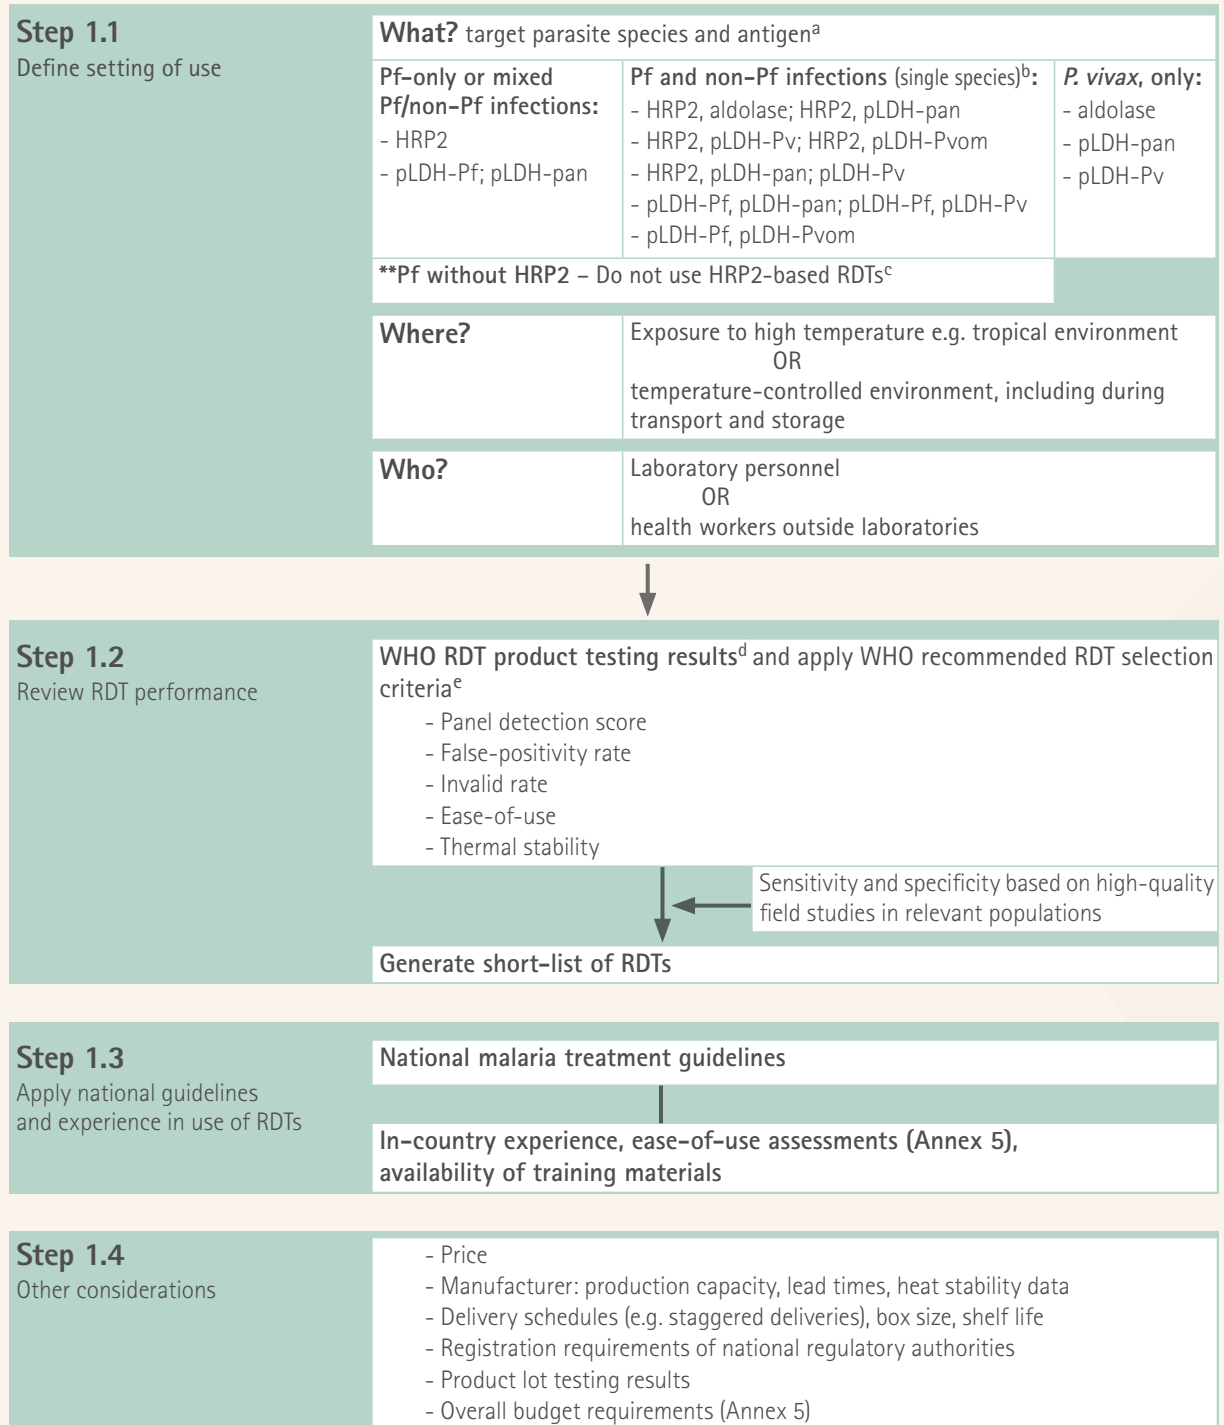 Step 1.1
Define setting of use
What? target parasite species and antigenᵃ
Pf-only or mixed
Pf/non-Pf infections:
- HRP2
- pLDH-Pf; pLDH-pan
Pf and non-Pf infections (single species)ᵇ:
- HRP2, aldolase; HRP2, pLDH-pan
- HRP2, pLDH-Pv; HRP2, pLDH-Pvom
- HRP2, pLDH-pan; pLDH-Pv
- pLDH-Pf, pLDH-pan; pLDH-Pf, pLDH-Pv
- pLDH-Pf, pLDH-Pvom
P. vivax, only:
- aldolase
- pLDH-pan
- pLDH-Pv
**Pf without HRP2 – Do not use HRP2-based RDTsᶜ
Where?
Exposure to high temperature e.g. tropical environment
OR
temperature-controlled environment, including during
transport and storage
Who?
Laboratory personnel
OR
health workers outside laboratories
Step 1.2
Review RDT performance
WHO RDT product testing resultsᵈ and apply WHO recommended RDT selection
criteriaᵉ
- Panel detection score
- False-positivity rate
- Invalid rate
- Ease-of-use
- Thermal stability
Sensitivity and specificity based on high-quality
field studies in relevant populations
Generate short-list of RDTs
Step 1.3
Apply national guidelines
and experience in use of RDTs
National malaria treatment guidelines
In-country experience, ease-of-use assessments (Annex 5),
availability of training materials
Step 1.4
Other considerations
- Price
- Manufacturer: production capacity, lead times, heat stability data
- Delivery schedules (e.g. staggered deliveries), box size, shelf life
- Registration requirements of national regulatory authorities
- Product lot testing results
- Overall budget requirements (Annex 5)